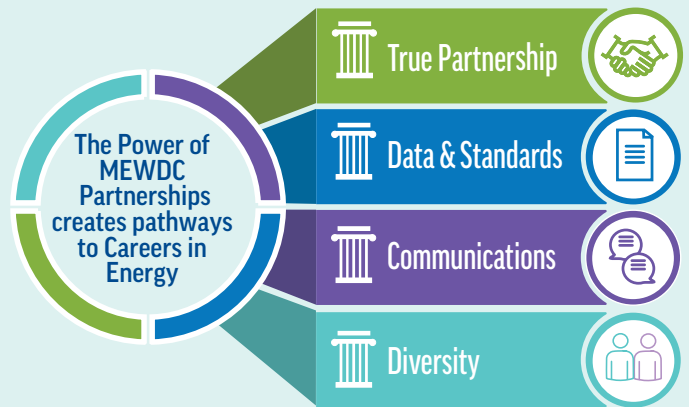 The Power of
MEWDC
Partnerships
creates pathways
to Careers in
Energy
True Partnership
Data & Standards
Communications
Diversity